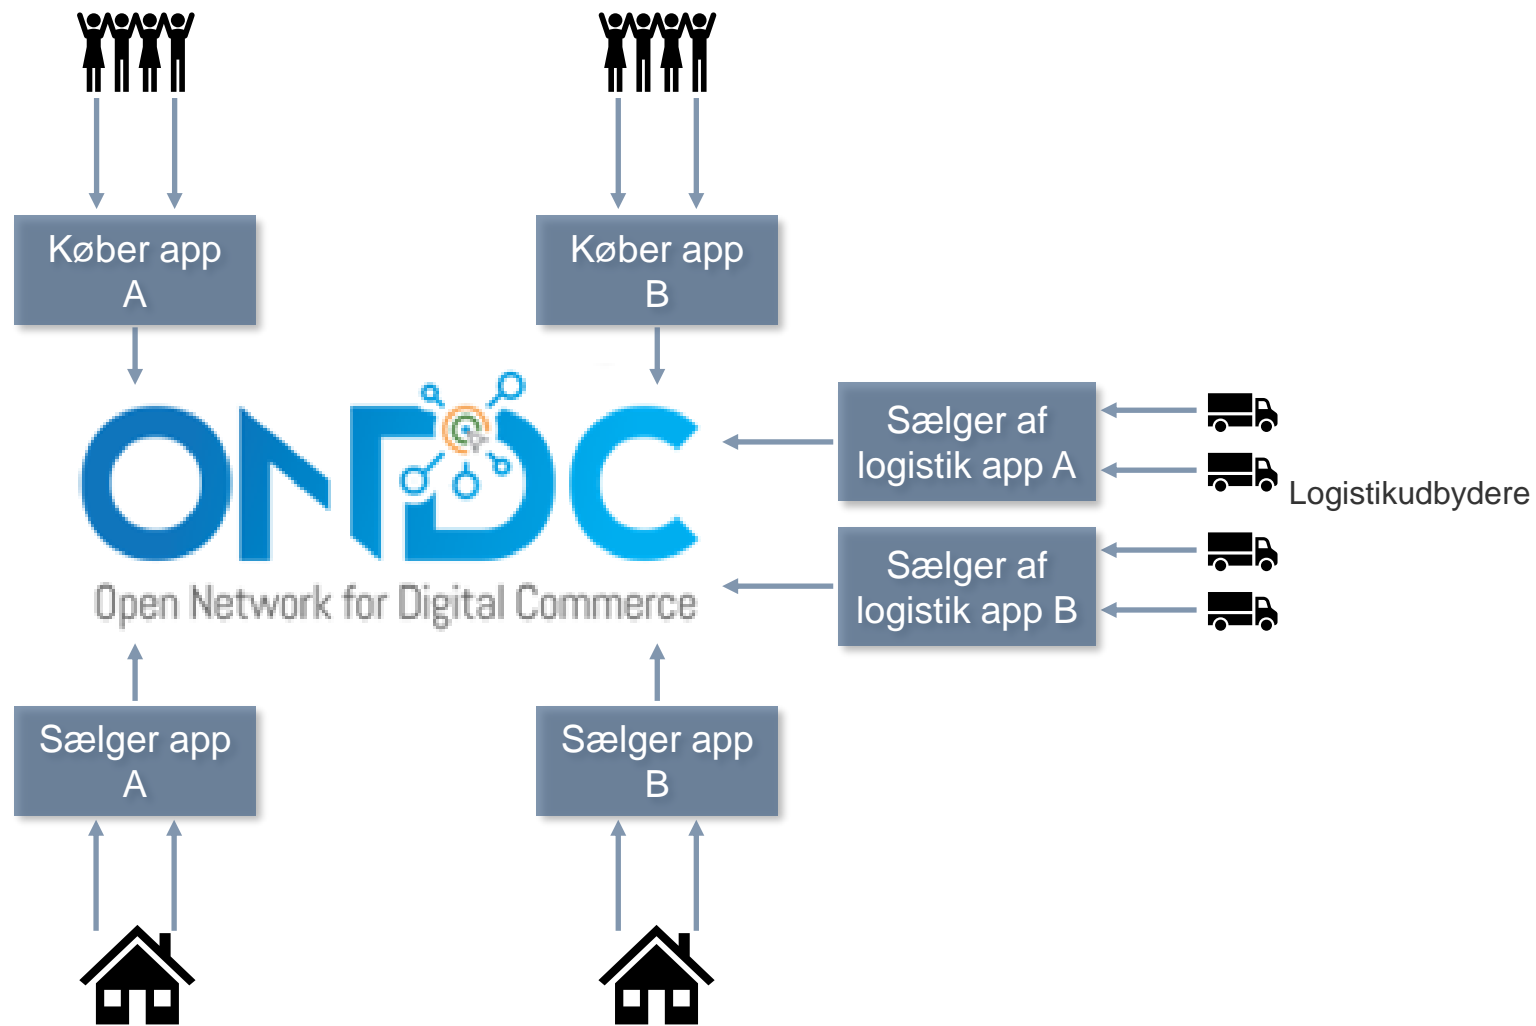 Køber app
A
Køber app
B
ONDC
Open Network for Digital Commerce
Sælger af
logistik app A
Logistikudbydere
Sælger af
logistik app B
Sælger app
A
Sælger app
B